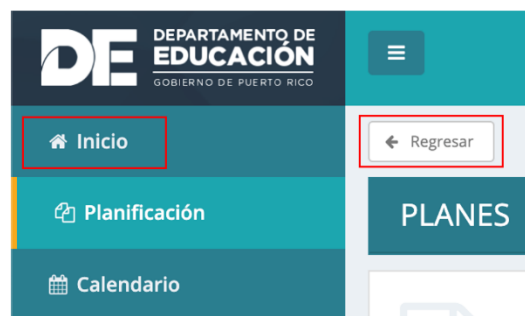 DE
DEPARTAMENTO DE
EDUCACIÓN
GOBIERNO DE PUERTO RICO
Inicio
Regresar
Planificación
PLANES
Calendario